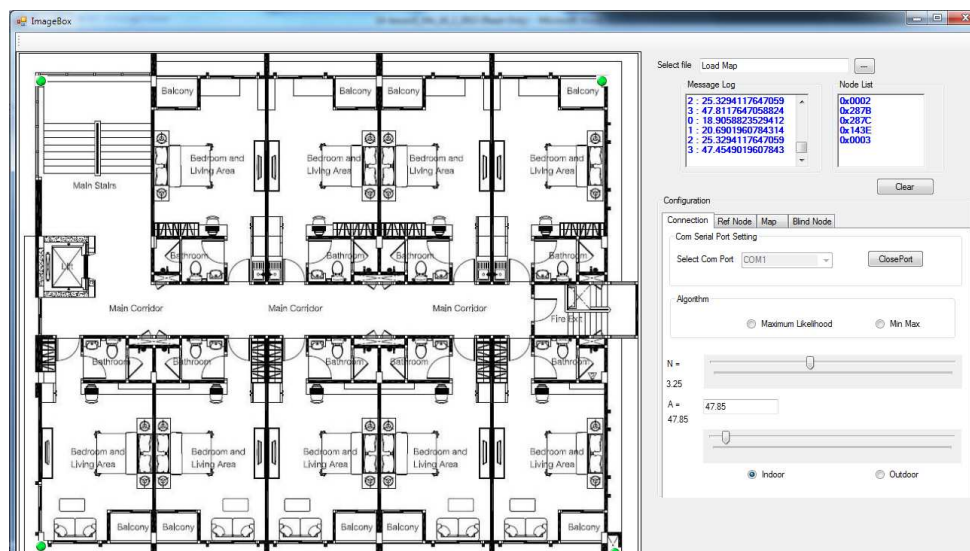 ImageBox
Select file
Load Map
...
Message Log
2 : 25.3294117647059
3 : 47.8117647058824
0 : 18.9058823529412
1 : 20.6901960784314
2 : 25.3294117647059
3 : 47.4549019607843
Node List
0x0002
0x287B
0x287C
0x143E
0x0003
Clear
Configuration
Connection Ref Node Map Blind Node
Com Serial Port Setting
Select Com Port COM1 ClosePort
Algorithm
Maximum Likelihood Min Max
N =
3.25
A = 47.85
47.85
Indoor Outdoor
Balcony Balcony Balcony Balcony
Bedroom and Bedroom and Bedroom and Bedroom and
Living Area Living Area Living Area Living Area
Main Stairs
Bathroom Bathroom Bathroom Bathroom
Lift
Main Corridor Main Corridor Main Corridor
Fire Exit
Bathroom Bathroom Bathroom Bathroom Bathroom
Bedroom and Bedroom and Bedroom and Bedroom and Bedroom and
Living Area Living Area Living Area Living Area Living Area
Balcony Balcony Balcony Balcony Balcony